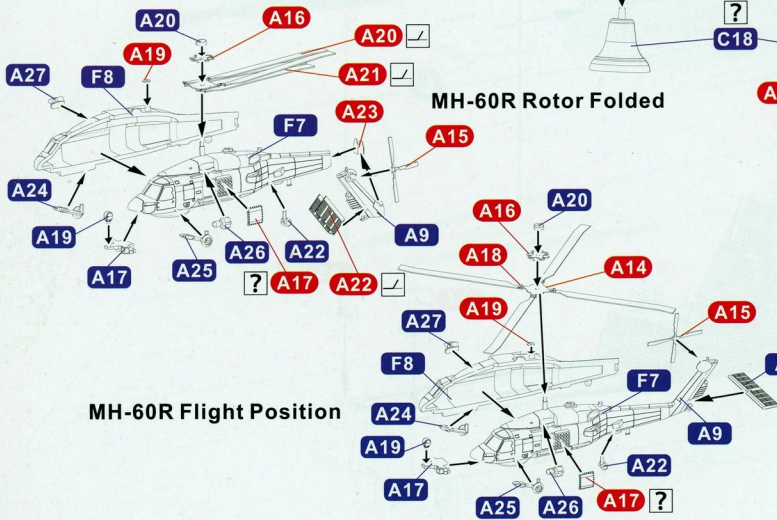 A20
A16
A20
A19
A21
A27
F8
?
C18
MH-60R Rotor Folded
A23
F7
A15
A24
A19
A17
A25
A26
A22
A9
?
A17
A22
A16
A20
A18
A14
A19
A15
A27
F8
F7
MH-60R Flight Position
A24
A19
A9
A17
A22
A25
A26
A17
?